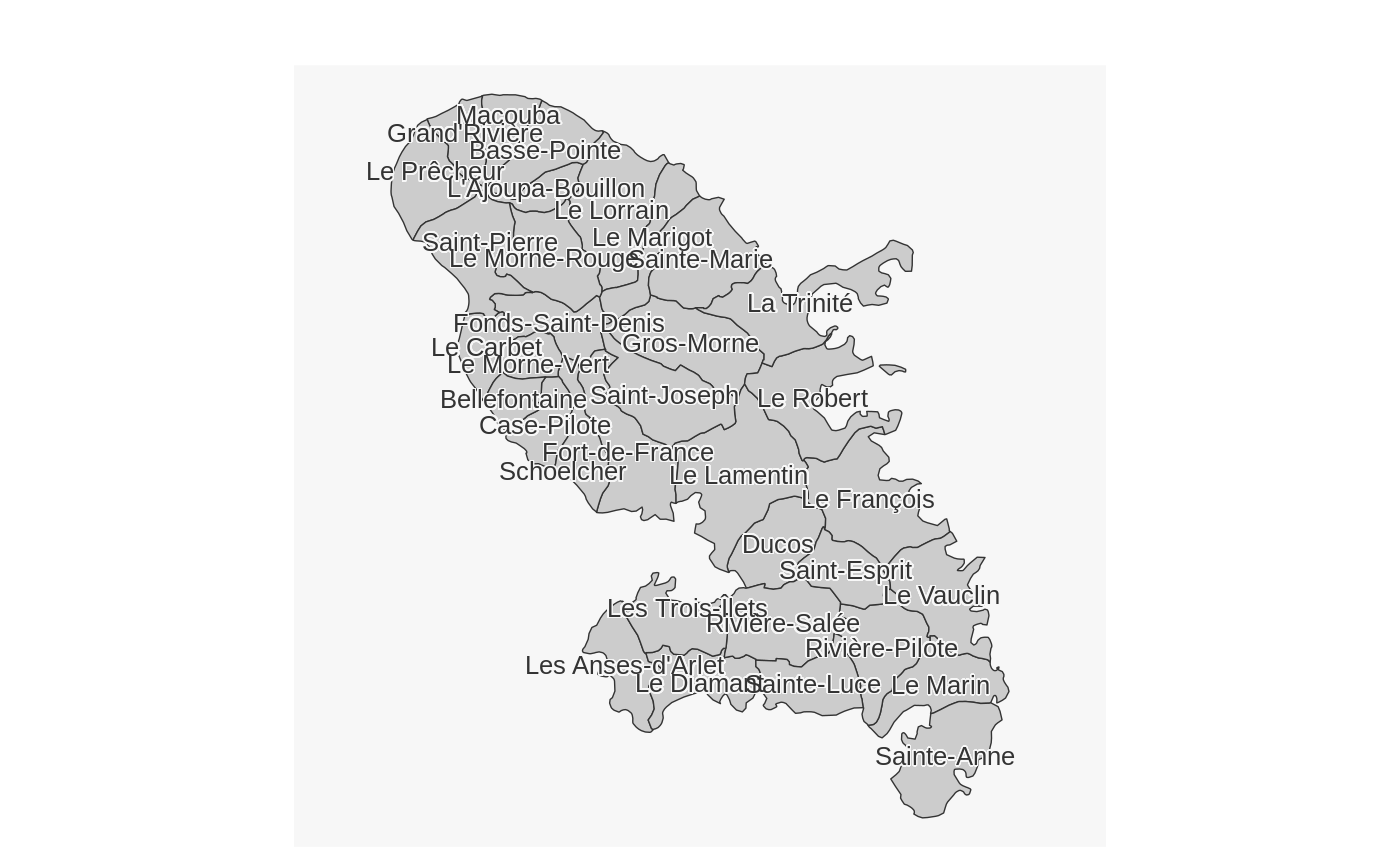 Macouba
Grand'Rivière
Basse-Pointe
Le Prêcheur
L'Ajoupa-Bouillon
Le Lorrain
Le Marigot
Saint-Pierre
Le Morne-Rouge
Sainte-Marie
La Trinité
Fonds-Saint-Denis
Gros-Morne
Le Carbet
Le Morne-Vert
Saint-Joseph
Le Robert
Bellefontaine
Case-Pilote
Fort-de-France
Schoelcher
Le Lamentin
Le François
Ducos
Saint-Esprit
Le Vauclin
Les Trois-Îlets
Rivière-Salée
Rivière-Pilote
Les Anses-d'Arlet
Le Diamant
Sainte-Luce
Le Marin
Sainte-Anne